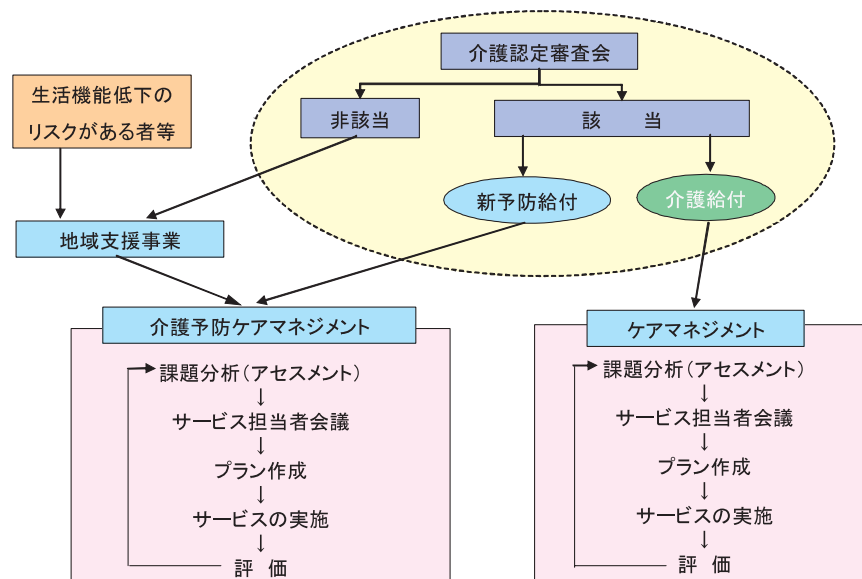 介護認定審査会
生活機能低下の
リスクがある者等
非該当
該　当
新予防給付
介護給付
地域支援事業
介護予防ケアマネジメント
課題分析（アセスメント）
↓
サービス担当者会議
↓
プラン作成
↓
サービスの実施
↓
評　価
ケアマネジメント
課題分析（アセスメント）
↓
サービス担当者会議
↓
プラン作成
↓
サービスの実施
↓
評　価